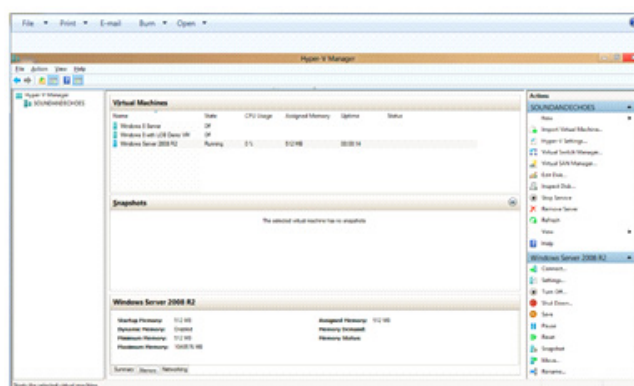 File Print E-mail Burn Open
Hyper-V Manager
File Action View Help
Hyper-V Manager
SOUNDANDECHOES
Virtual Machines
Name State CPU Usage Assigned Memory Uptime Status
Windows 8 Server Off
Windows 8 with LOB Demo VM Off
Windows Server 2008 R2 Running 0 % 512 MB 00:00:14
Snapshots
The selected virtual machine has no snapshots.
Windows Server 2008 R2
Startup Memory: 512 MB Assigned Memory: 512 MB
Dynamic Memory: Enabled Memory Demand:
Minimum Memory: 512 MB Memory Status:
Maximum Memory: 1048576 MB
Summary Memory Networking
Actions
SOUNDANDECHOES
New
Import Virtual Machine...
Hyper-V Settings...
Virtual Switch Manager...
Virtual SAN Manager...
Edit Disk...
Inspect Disk...
Stop Service
Remove Server
Refresh
View
Help
Windows Server 2008 R2
Connect...
Settings...
Turn Off...
Shut Down...
Save
Pause
Reset
Snapshot
Move...
Rename...